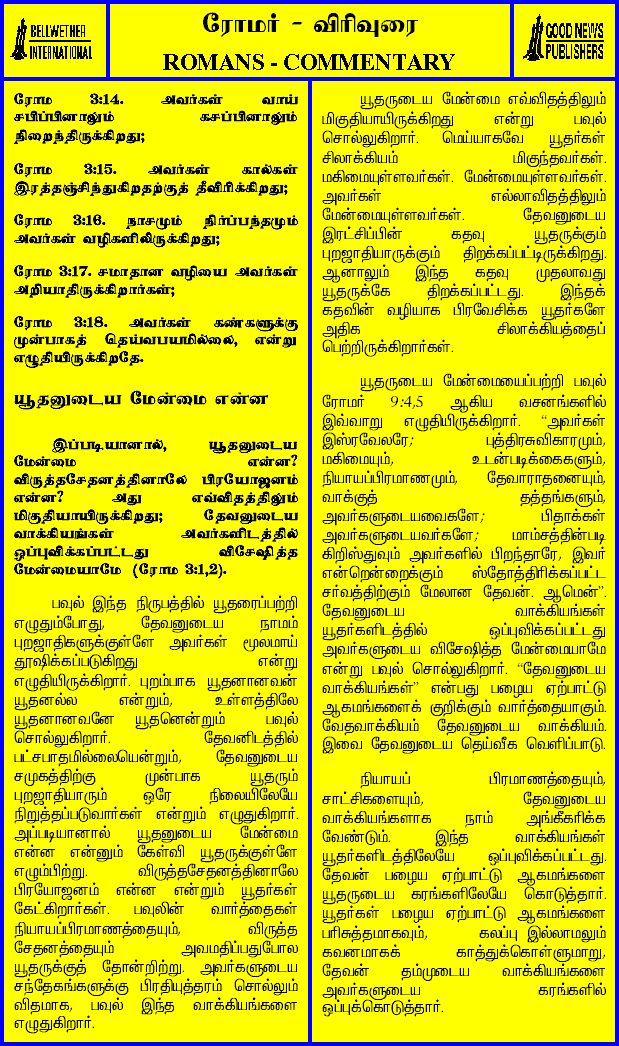 BELLWETHER
INTERNATIONAL
ரோமர் - விரிவுரை
ROMANS - COMMENTARY
GOOD NEWS
PUBLISHERS
ரோம 3:14. அவர்கள் வாய்
சபிப்பினாலும் கசப்பினாலும்
நிறைந்திருக்கிறது;
ரோம 3:15. அவர்கள் கால்கள்
இரத்தஞ்சிந்துகிறதற்குத் தீவிரிக்கிறது;
ரோம 3:16. நாசமும் நிர்ப்பந்தமும்
அவர்கள் வழிகளிலிருக்கிறது;
ரோம 3:17. சமாதான வழியை அவர்கள்
அறியாதிருக்கிறார்கள்;
ரோம 3:18. அவர்கள் கண்களுக்கு
முன்பாகத் தெய்வபயமில்லை, என்று
எழுதியிருக்கிறதே.
யூதனுடைய மேன்மை என்ன
இப்படியானால், யூதனுடைய
மேன்மை என்ன?
விருத்தசேதனத்தினாலே பிரயோஜனம்
என்ன? அது எவ்விதத்திலும்
மிகுதியாயிருக்கிறது; தேவனுடைய
வாக்கியங்கள் அவர்களிடத்தில்
ஒப்புவிக்கப்பட்டது விசேஷித்த
மேன்மையாமே (ரோம 3:1,2).
பவுல் இந்த நிருபத்தில் யூதரைப்பற்றி
எழுதும்போது, தேவனுடைய நாமம்
புறஜாதிகளுக்குள்ளே அவர்கள் மூலமாய்
தூஷிக்கப்படுகிறது என்று
எழுதியிருக்கிறார். புறம்பாக யூதனானவன்
யூதனல்ல என்றும், உள்ளத்திலே
யூதனானவனே யூதனென்றும் பவுல்
சொல்லுகிறார். தேவனிடத்தில்
பட்சபாதமில்லையென்றும், தேவனுடைய
சமுகத்திற்கு முன்பாக யூதரும்
புறஜாதியாரும் ஒரே நிலையிலேயே
நிறுத்தப்படுவார்கள் என்றும் எழுதுகிறார்.
அப்படியானால் யூதனுடைய மேன்மை
என்ன என்னும் கேள்வி யூதருக்குள்ளே
எழும்பிற்று. விருத்தசேதனத்தினாலே
பிரயோஜனம் என்ன என்றும் யூதர்கள்
கேட்கிறார்கள். பவுலின் வார்த்தைகள்
நியாயப்பிரமாணத்தையும், விருத்த
சேதனத்தையும் அவமதிப்பதுபோல
யூதருக்குத் தோன்றிற்று. அவர்களுடைய
சந்தேகங்களுக்கு பிரதியுத்தரம் சொல்லும்
விதமாக, பவுல் இந்த வாக்கியங்களை
எழுதுகிறார்.
யூதருடைய மேன்மை எவ்விதத்திலும்
மிகுதியாயிருக்கிறது என்று பவுல்
சொல்லுகிறார். மெய்யாகவே யூதர்கள்
சிலாக்கியம் மிகுந்தவர்கள்.
மகிமையுள்ளவர்கள். மேன்மையுள்ளவர்கள்.
அவர்கள் எல்லாவிதத்திலும்
மேன்மையுள்ளவர்கள். தேவனுடைய
இரட்சிப்பின் கதவு யூதருக்கும்
புறஜாதியாருக்கும் திறக்கப்பட்டிருக்கிறது.
ஆனாலும் இந்த கதவு முதலாவது
யூதருக்கே திறக்கப்பட்டது. இந்தக்
கதவின் வழியாக பிரவேசிக்க யூதர்களே
அதிக சிலாக்கியத்தைப்
பெற்றிருக்கிறார்கள்.
யூதருடைய மேன்மையைப்பற்றி பவுல்
ரோமர் 9:4,5 ஆகிய வசனங்களில்
இவ்வாறு எழுதியிருக்கிறார். “அவர்கள்
இஸ்ரவேலரே; புத்திரசுவிகாரமும்,
மகிமையும், உடன்படிக்கைகளும்,
நியாயப்பிரமாணமும், தேவாராதனையும்,
வாக்குத் தத்தங்களும்,
அவர்களுடையவைகளே; பிதாக்கள்
அவர்களுடையவர்களே; மாம்சத்தின்படி
கிறிஸ்துவும் அவர்களில் பிறந்தாரே, இவர்
என்றென்றைக்கும் ஸ்தோத்திரிக்கப்பட்ட
சர்வத்திற்கும் மேலான தேவன். ஆமென்”.
தேவனுடைய வாக்கியங்கள்
யூதர்களிடத்தில் ஒப்புவிக்கப்பட்டது
அவர்களுடைய விசேஷித்த மேன்மையாமே
என்று பவுல் சொல்லுகிறார். “தேவனுடைய
வாக்கியங்கள்” என்பது பழைய ஏற்பாட்டு
ஆகமங்களைக் குறிக்கும் வார்த்தையாகும்.
வேதவாக்கியம் தேவனுடைய வாக்கியம்.
இவை தேவனுடைய தெய்வீக வெளிப்பாடு.
நியாயப் பிரமாணத்தையும்,
சாட்சிகளையும், தேவனுடைய
வாக்கியங்களாக நாம் அங்கீகரிக்க
வேண்டும். இந்த வாக்கியங்கள்
யூதர்களிடத்திலேயே ஒப்புவிக்கப்பட்டது.
தேவன் பழைய ஏற்பாட்டு ஆகமங்களை
யூதருடைய கரங்களிலேயே கொடுத்தார்.
யூதர்கள் பழைய ஏற்பாட்டு ஆகமங்களை
பரிசுத்தமாகவும், கலப்பு இல்லாமலும்
கவனமாகக் காத்துக்கொள்ளுமாறு,
தேவன் தம்முடைய வாக்கியங்களை
அவர்களுடைய கரங்களில்
ஒப்புக்கொடுத்தார்.